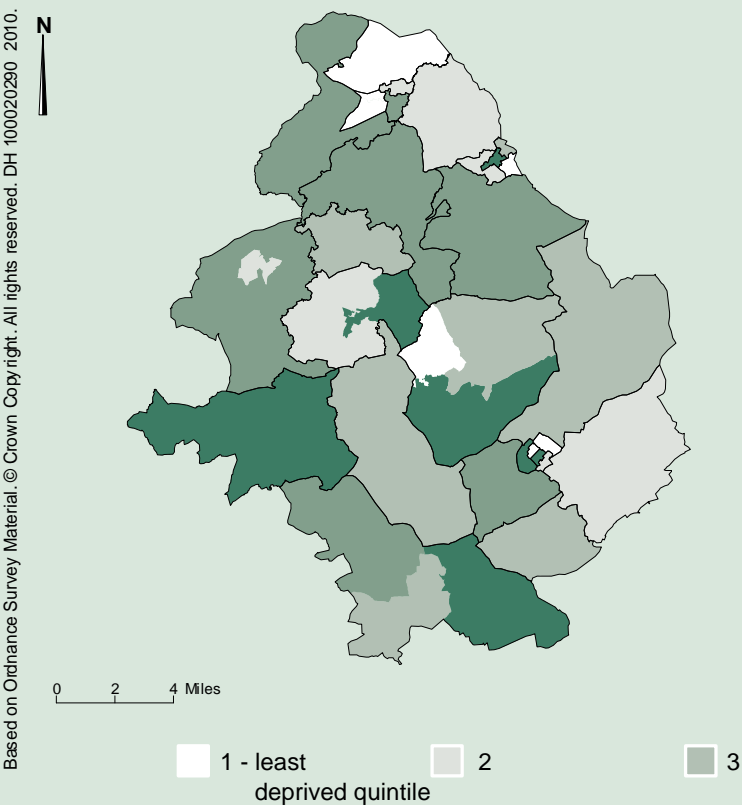 Based on Ordnance Survey Material. © Crown Copyright. All rights reserved. DH 100020290 2010.
N
0 2 4 Miles
1 - least
deprived quintile
2
3